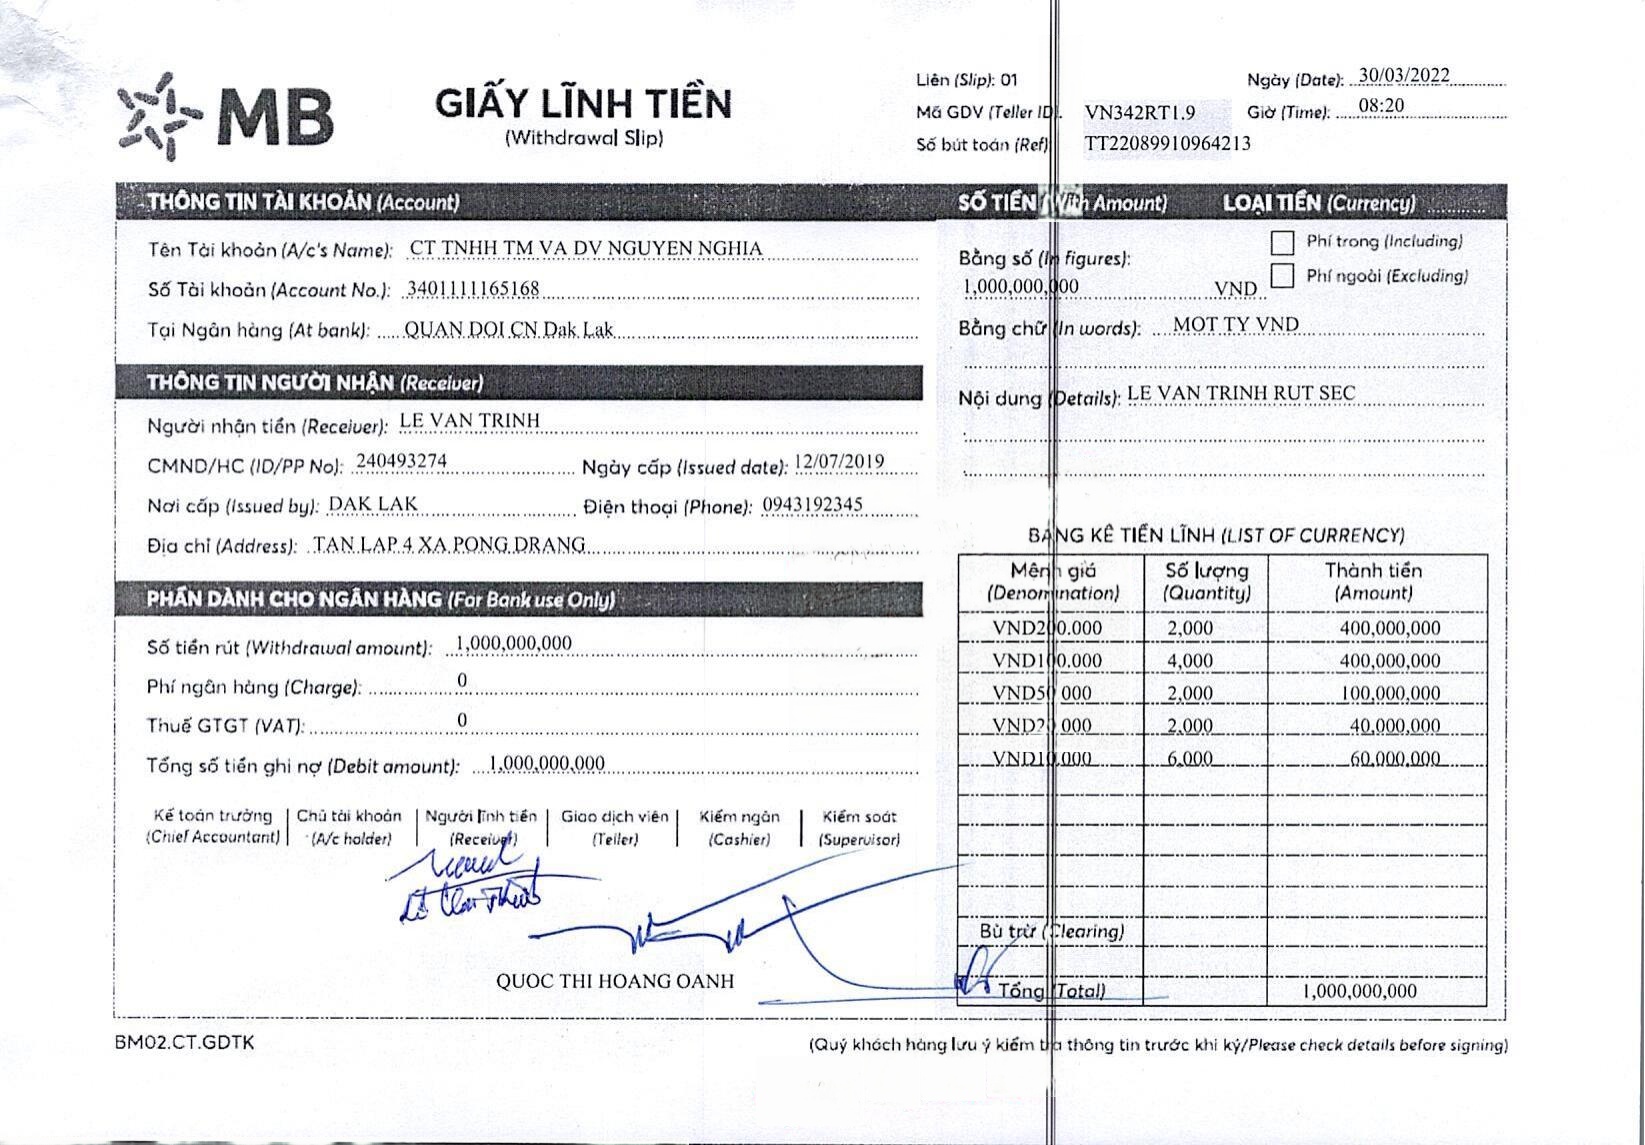 MB
GIẤY LĨNH TIỀN
(Withdrawal Slip)
Liên (Slip): 01
Mã GDV (Teller ID). VN342RT1.9
Số bút toán (Ref) TT22089910964213
Ngày (Date): 30/03/2022
Giờ (Time): 08:20
THÔNG TIN TÀI KHOẢN (Account)
Tên Tài khoản (A/c's Name): CT TNHH TM VA DV NGUYEN NGHIA
Số Tài khoản (Account No.): 3401111165168
Tại Ngân hàng (At bank): QUAN DOI CN Dak Lak
THÔNG TIN NGƯỜI NHẬN (Receiver)
Người nhận tiền (Receiver): LE VAN TRINH
CMND/HC (ID/PP No): 240493274 Ngày cấp (Issued date): 12/07/2019
Nơi cấp (Issued by): DAK LAK Điện thoại (Phone): 0943192345
Địa chỉ (Address): TAN LAP 4 XA PONG DRANG
PHẦN DÀNH CHO NGÂN HÀNG (For Bank use Only)
Số tiền rút (Withdrawal amount): 1,000,000,000
Phí ngân hàng (Charge): 0
Thuế GTGT (VAT): 0
Tổng số tiền ghi nợ (Debit amount): 1,000,000,000
Kế toán trưởng Chủ tài khoản Người lĩnh tiền Giao dịch viên Kiểm ngân Kiểm soát
(Chief Accountant) (A/c holder) (Receiver) (Teller) (Cashier) (Supervisor)
QUOC THI HOANG OANH
SỐ TIỀN (With Amount) LOẠI TIỀN (Currency)
Phí trong (Including)
Bằng số (In figures):
Phí ngoài (Excluding)
1,000,000,000 VND
Bằng chữ (In words): MOT TY VND
Nội dung (Details): LE VAN TRINH RUT SEC
BẢNG KÊ TIỀN LĨNH (LIST OF CURRENCY)
Mệnh giá Số lượng Thành tiền
(Denomination) (Quantity) (Amount)
VND200.000 2,000 400,000,000
VND100.000 4,000 400,000,000
VND50.000 2,000 100,000,000
VND20.000 2,000 40,000,000
VND10.000 6,000 60,000,000
Bù trừ (Clearing)
Tổng (Total) 1,000,000,000
BM02.CT.GDTK
(Quý khách hàng lưu ý kiểm tra thông tin trước khi ký/Please check details before signing)